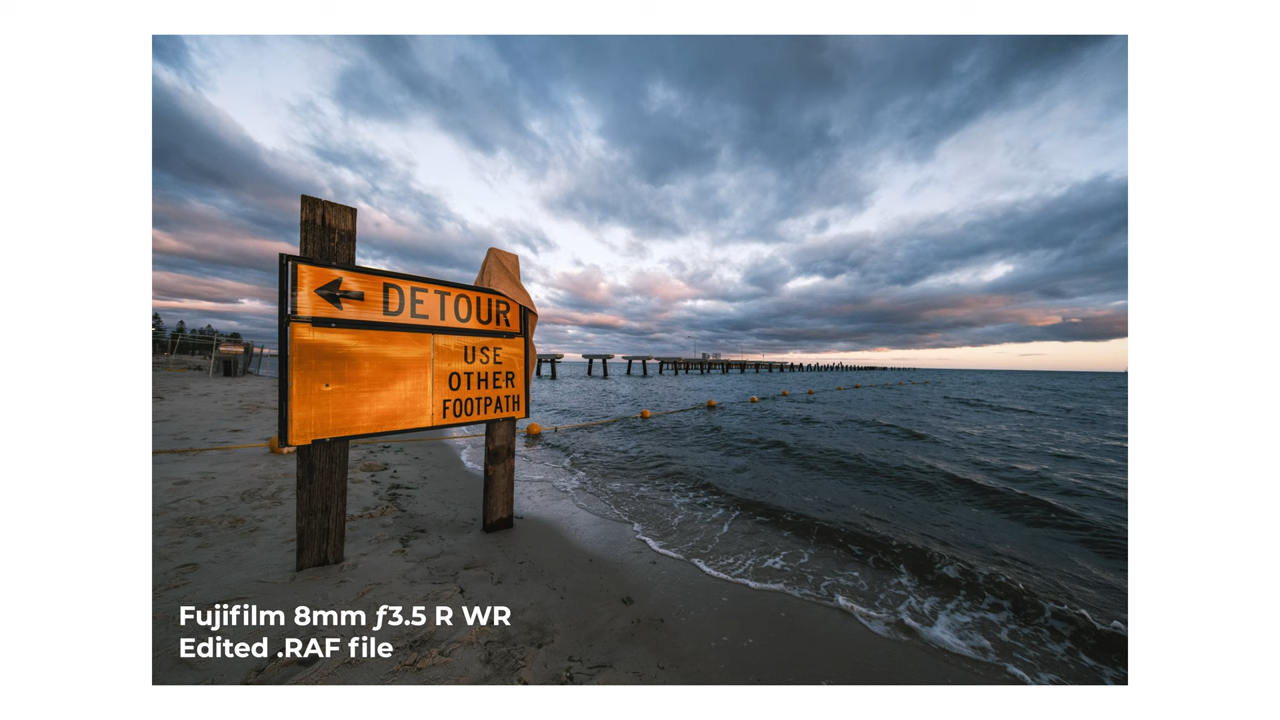 DETOUR
USE
OTHER
FOOTPATH
Fujifilm 8mm ƒ3.5 R WR
Edited .RAF file